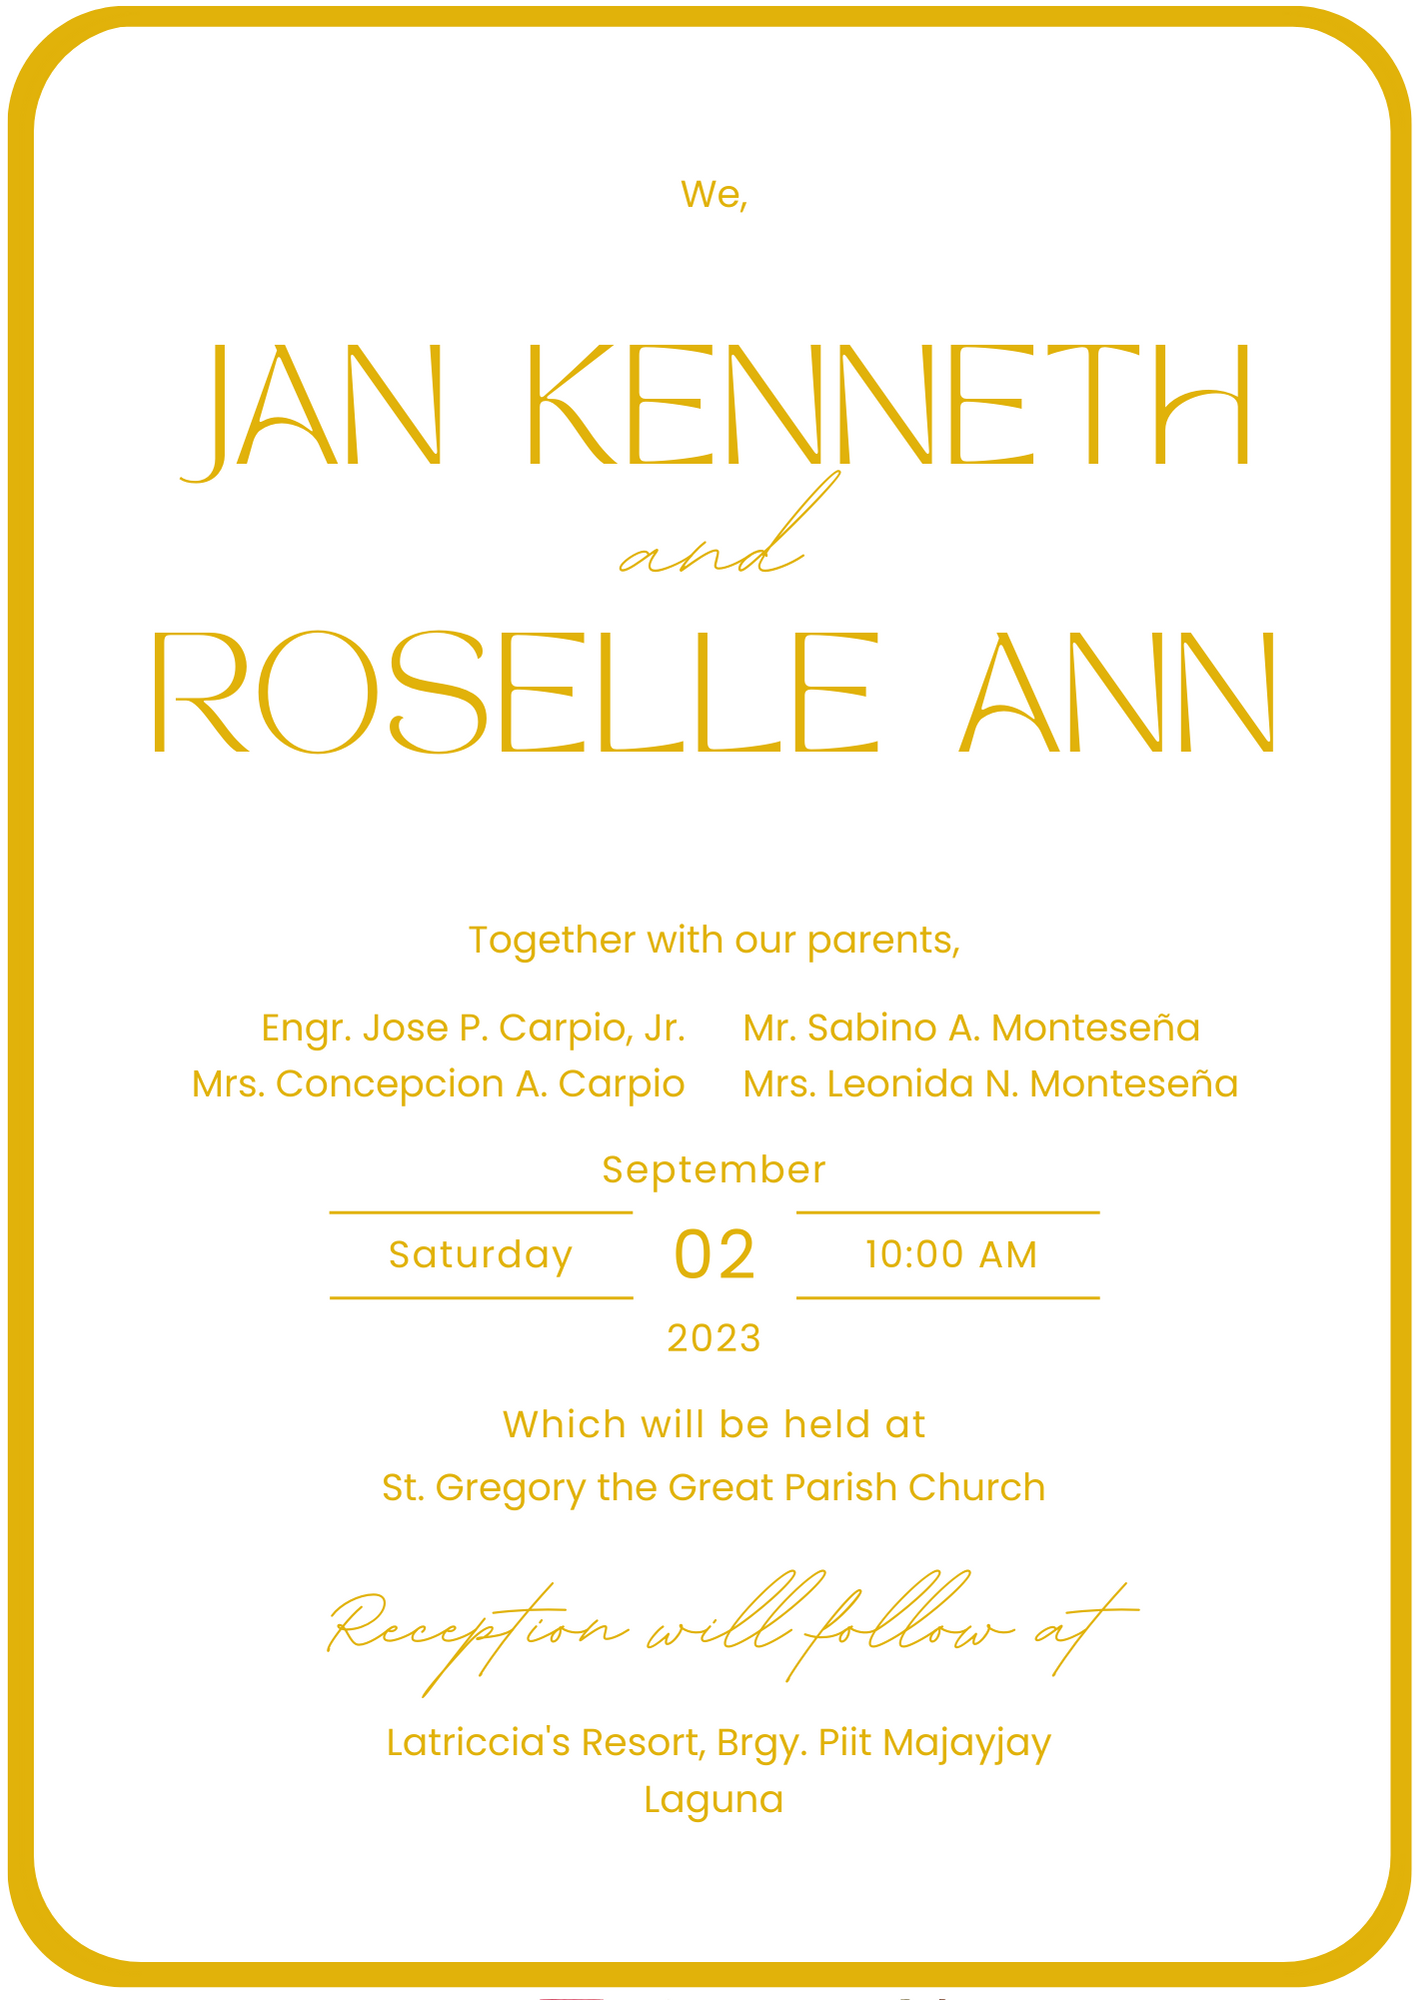 We,
JAN KENNETH
and
ROSELLE ANN
Together with our parents,
Engr. Jose P. Carpio, Jr.
Mrs. Concepcion A. Carpio
Mr. Sabino A. Monteseña
Mrs. Leonida N. Monteseña
September
Saturday 02 10:00 AM
2023
Which will be held at
St. Gregory the Great Parish Church
Reception will follow at
Latriccia's Resort, Brgy. Piit Majayjay
Laguna